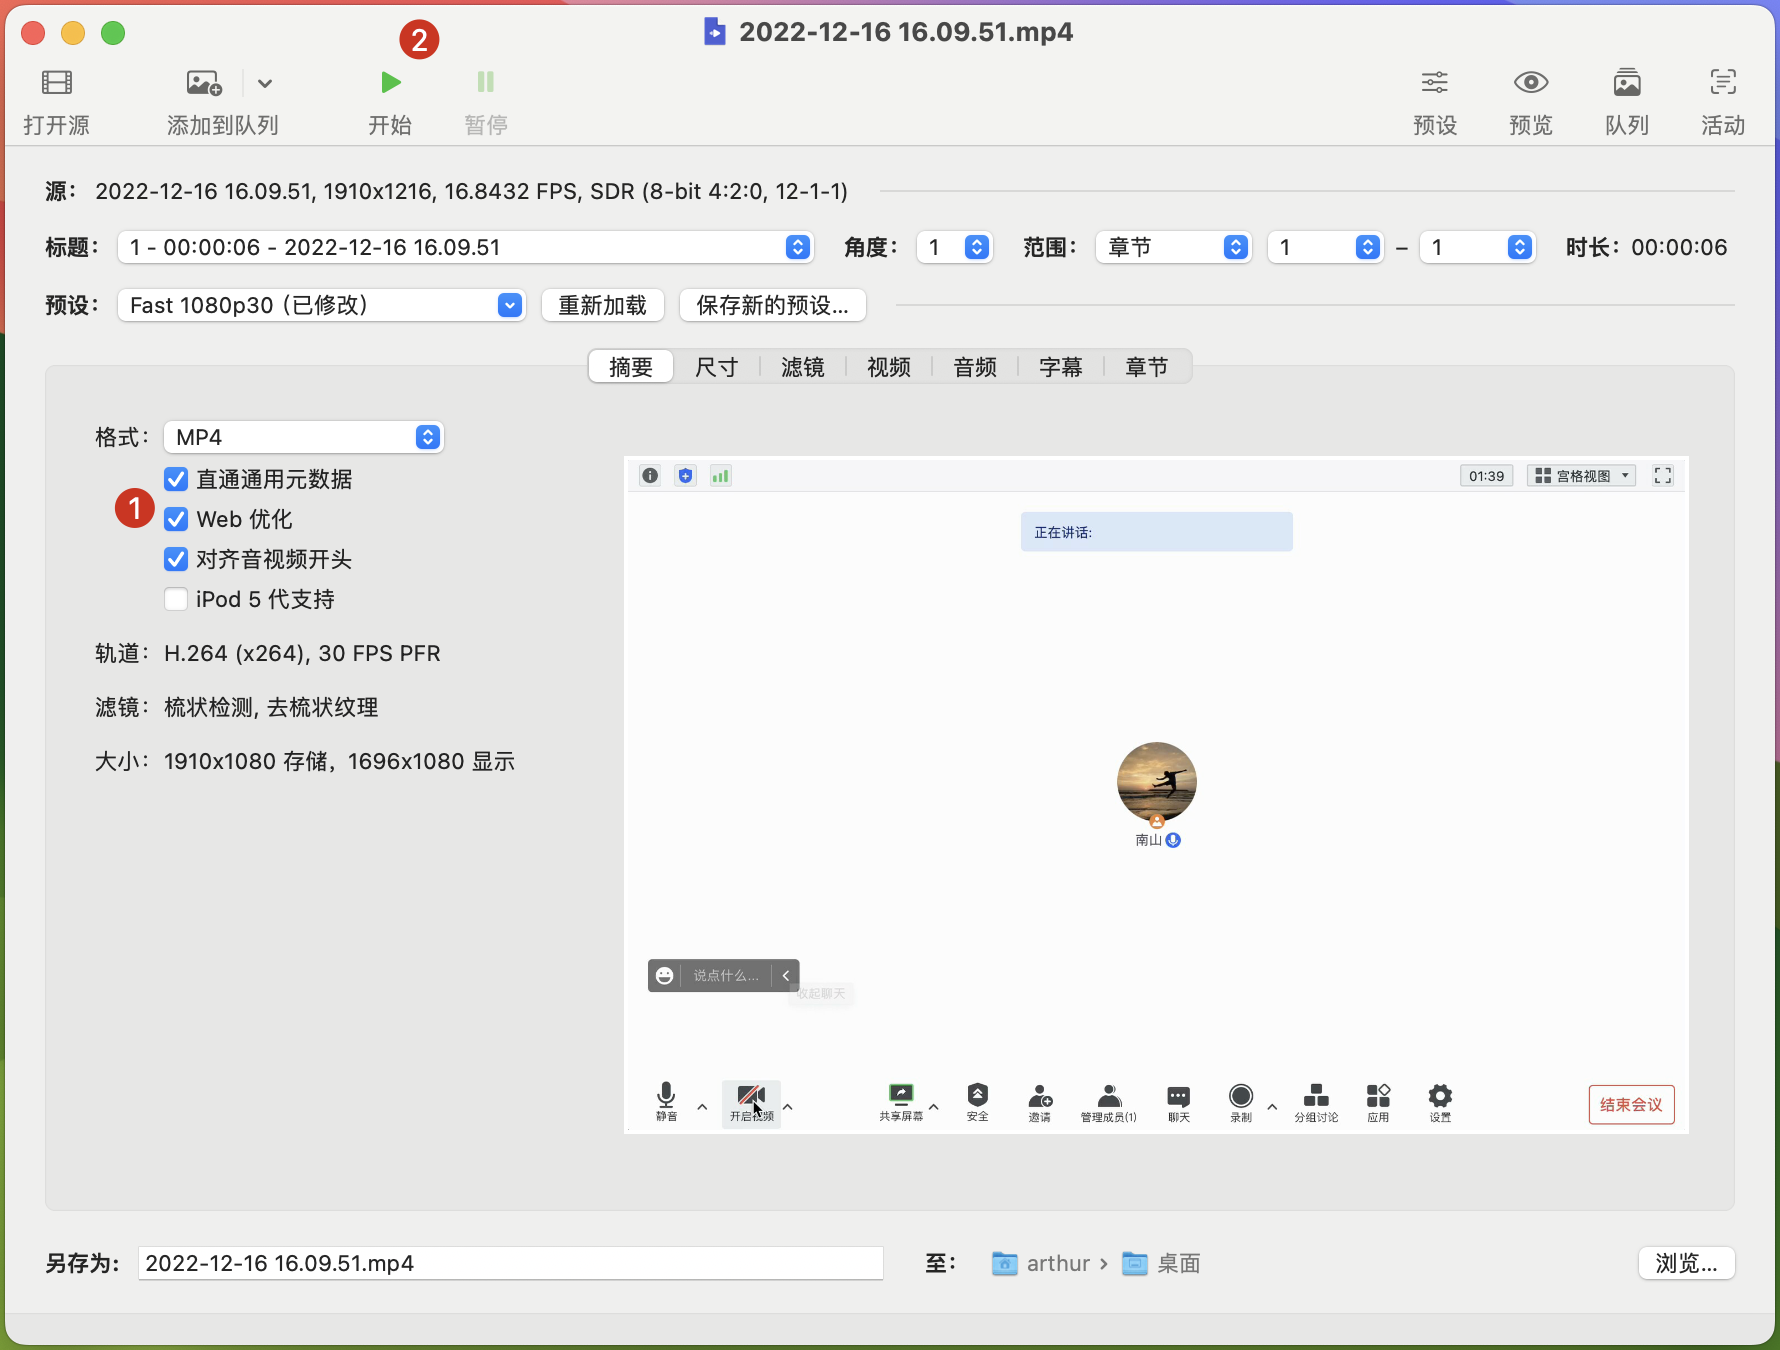 2022-12-16 16.09.51.mp4
2
打开源
添加到队列
开始
暂停
预设
预览
队列
活动
源： 2022-12-16 16.09.51, 1910x1216, 16.8432 FPS, SDR (8-bit 4:2:0, 12-1-1)
标题： 1 - 00:00:06 - 2022-12-16 16.09.51 角度： 1 范围： 章节 1 – 1 时长：00:00:06
预设： Fast 1080p30 (已修改) 重新加载 保存新的预设...
摘要 尺寸 滤镜 视频 音频 字幕 章节
格式： MP4
直通通用元数据
1
Web 优化
对齐音视频开头
iPod 5 代支持
轨道： H.264 (x264), 30 FPS PFR
滤镜： 梳状检测, 去梳状纹理
大小： 1910x1080 存储，1696x1080 显示
01:39 宫格视图
正在讲话:
南山
说点什么...
收起聊天
静音 开启视频 共享屏幕 安全 邀请 管理成员(1) 聊天 录制 分组讨论 应用 设置 结束会议
另存为: 2022-12-16 16.09.51.mp4 至： arthur › 桌面 浏览...